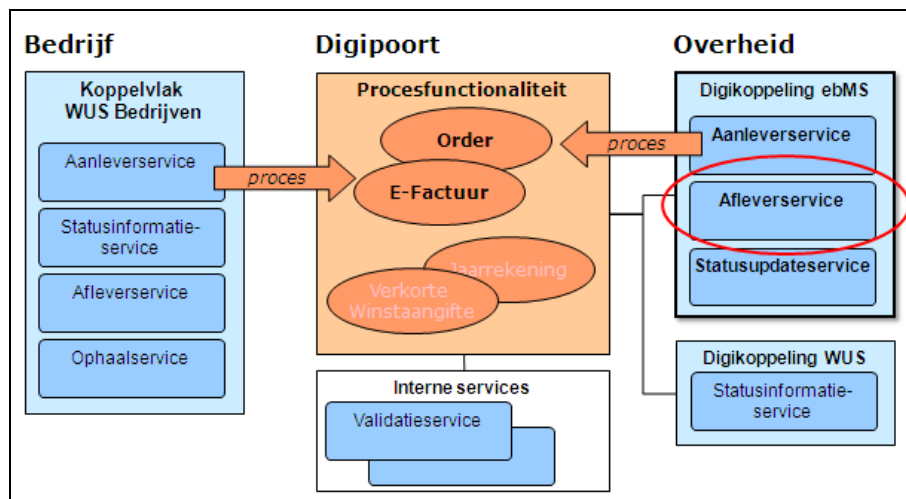 Bedrijf
Digipoort
Overheid
Koppelvlak
WUS Bedrijven
Aanleverservice
Statusinformatie-
service
Afleverservice
Ophaalservice
proces
Procesfunctionaliteit
Order
E-Factuur
Jaarrekening
Verkorte
Winstaangifte
Interne services
Validatieservice
proces
Digikoppeling ebMS
Aanleverservice
Afleverservice
Statusupdateservice
Digikoppeling WUS
Statusinformatie-
service